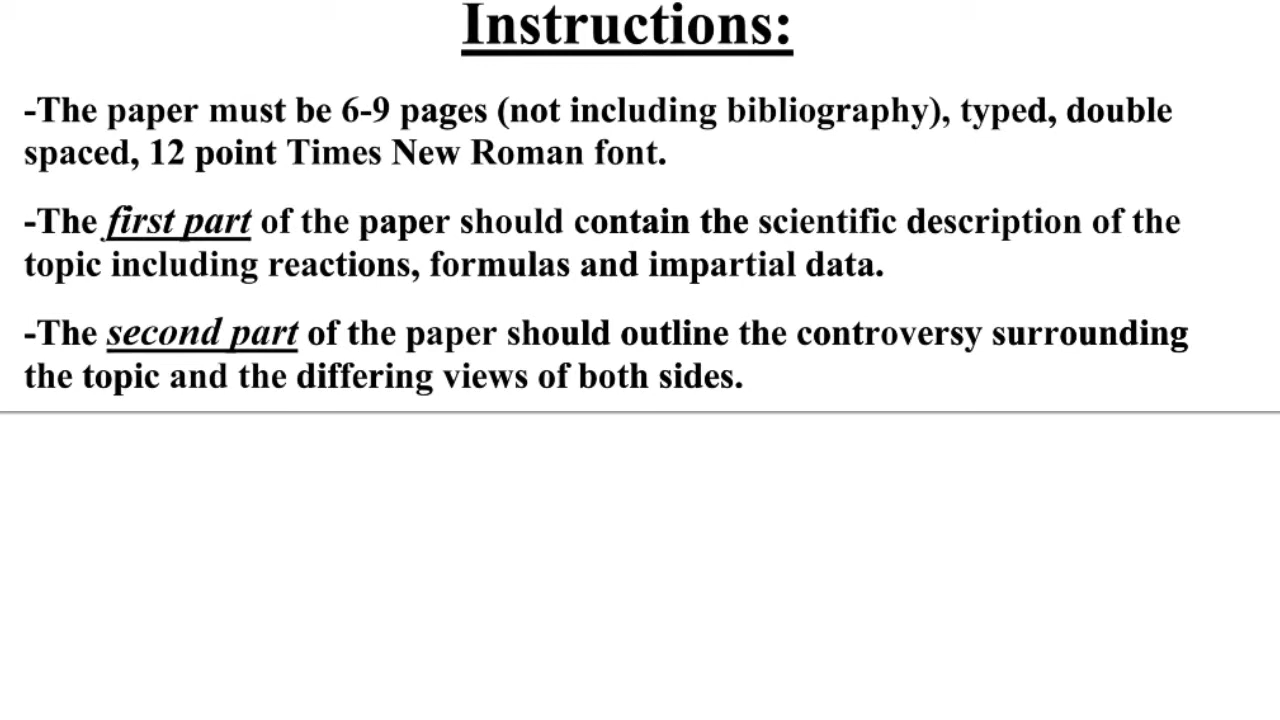 Instructions:
-The paper must be 6-9 pages (not including bibliography), typed, double
spaced, 12 point Times New Roman font.
-The first part of the paper should contain the scientific description of the
topic including reactions, formulas and impartial data.
-The second part of the paper should outline the controversy surrounding
the topic and the differing views of both sides.